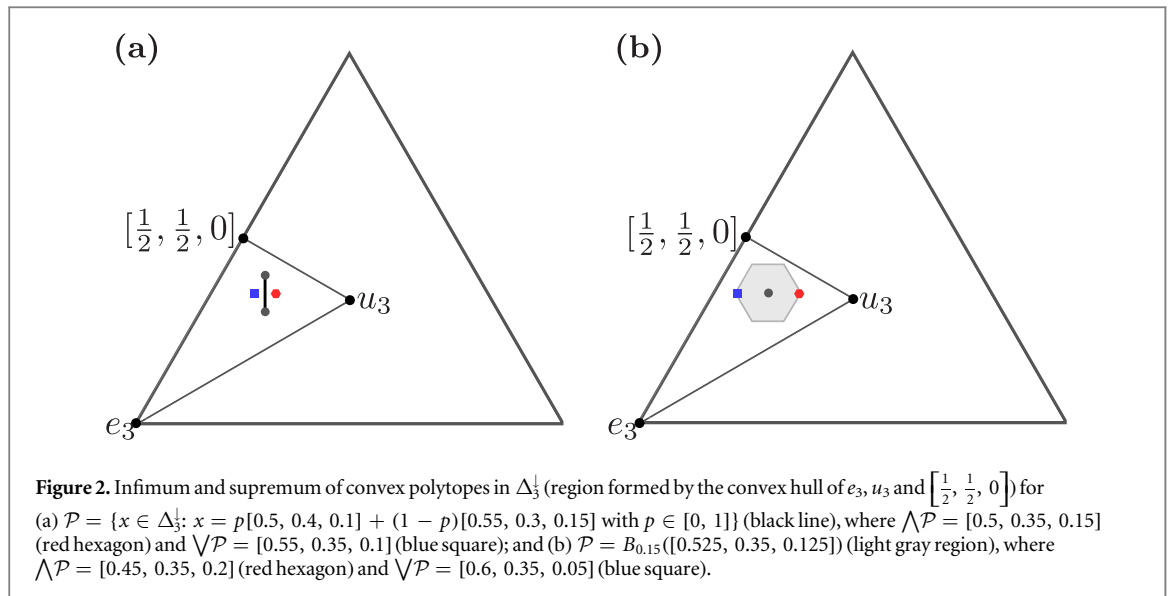 (a) (b)
[1/2, 1/2, 0] [1/2, 1/2, 0]
u₃ u₃
e₃ e₃
Figure 2. Infimum and supremum of convex polytopes in Δ₃↓ (region formed by the convex hull of e₃, u₃ and [1/2, 1/2, 0]) for
(a) 𝒫 = {x ∈ Δ₃↓: x = p[0.5, 0.4, 0.1] + (1 − p)[0.55, 0.3, 0.15] with p ∈ [0, 1]} (black line), where ⋀𝒫 = [0.5, 0.35, 0.15]
(red hexagon) and ⋁𝒫 = [0.55, 0.35, 0.1] (blue square); and (b) 𝒫 = B₀.₁₅([0.525, 0.35, 0.125]) (light gray region), where
⋀𝒫 = [0.45, 0.35, 0.2] (red hexagon) and ⋁𝒫 = [0.6, 0.35, 0.05] (blue square).